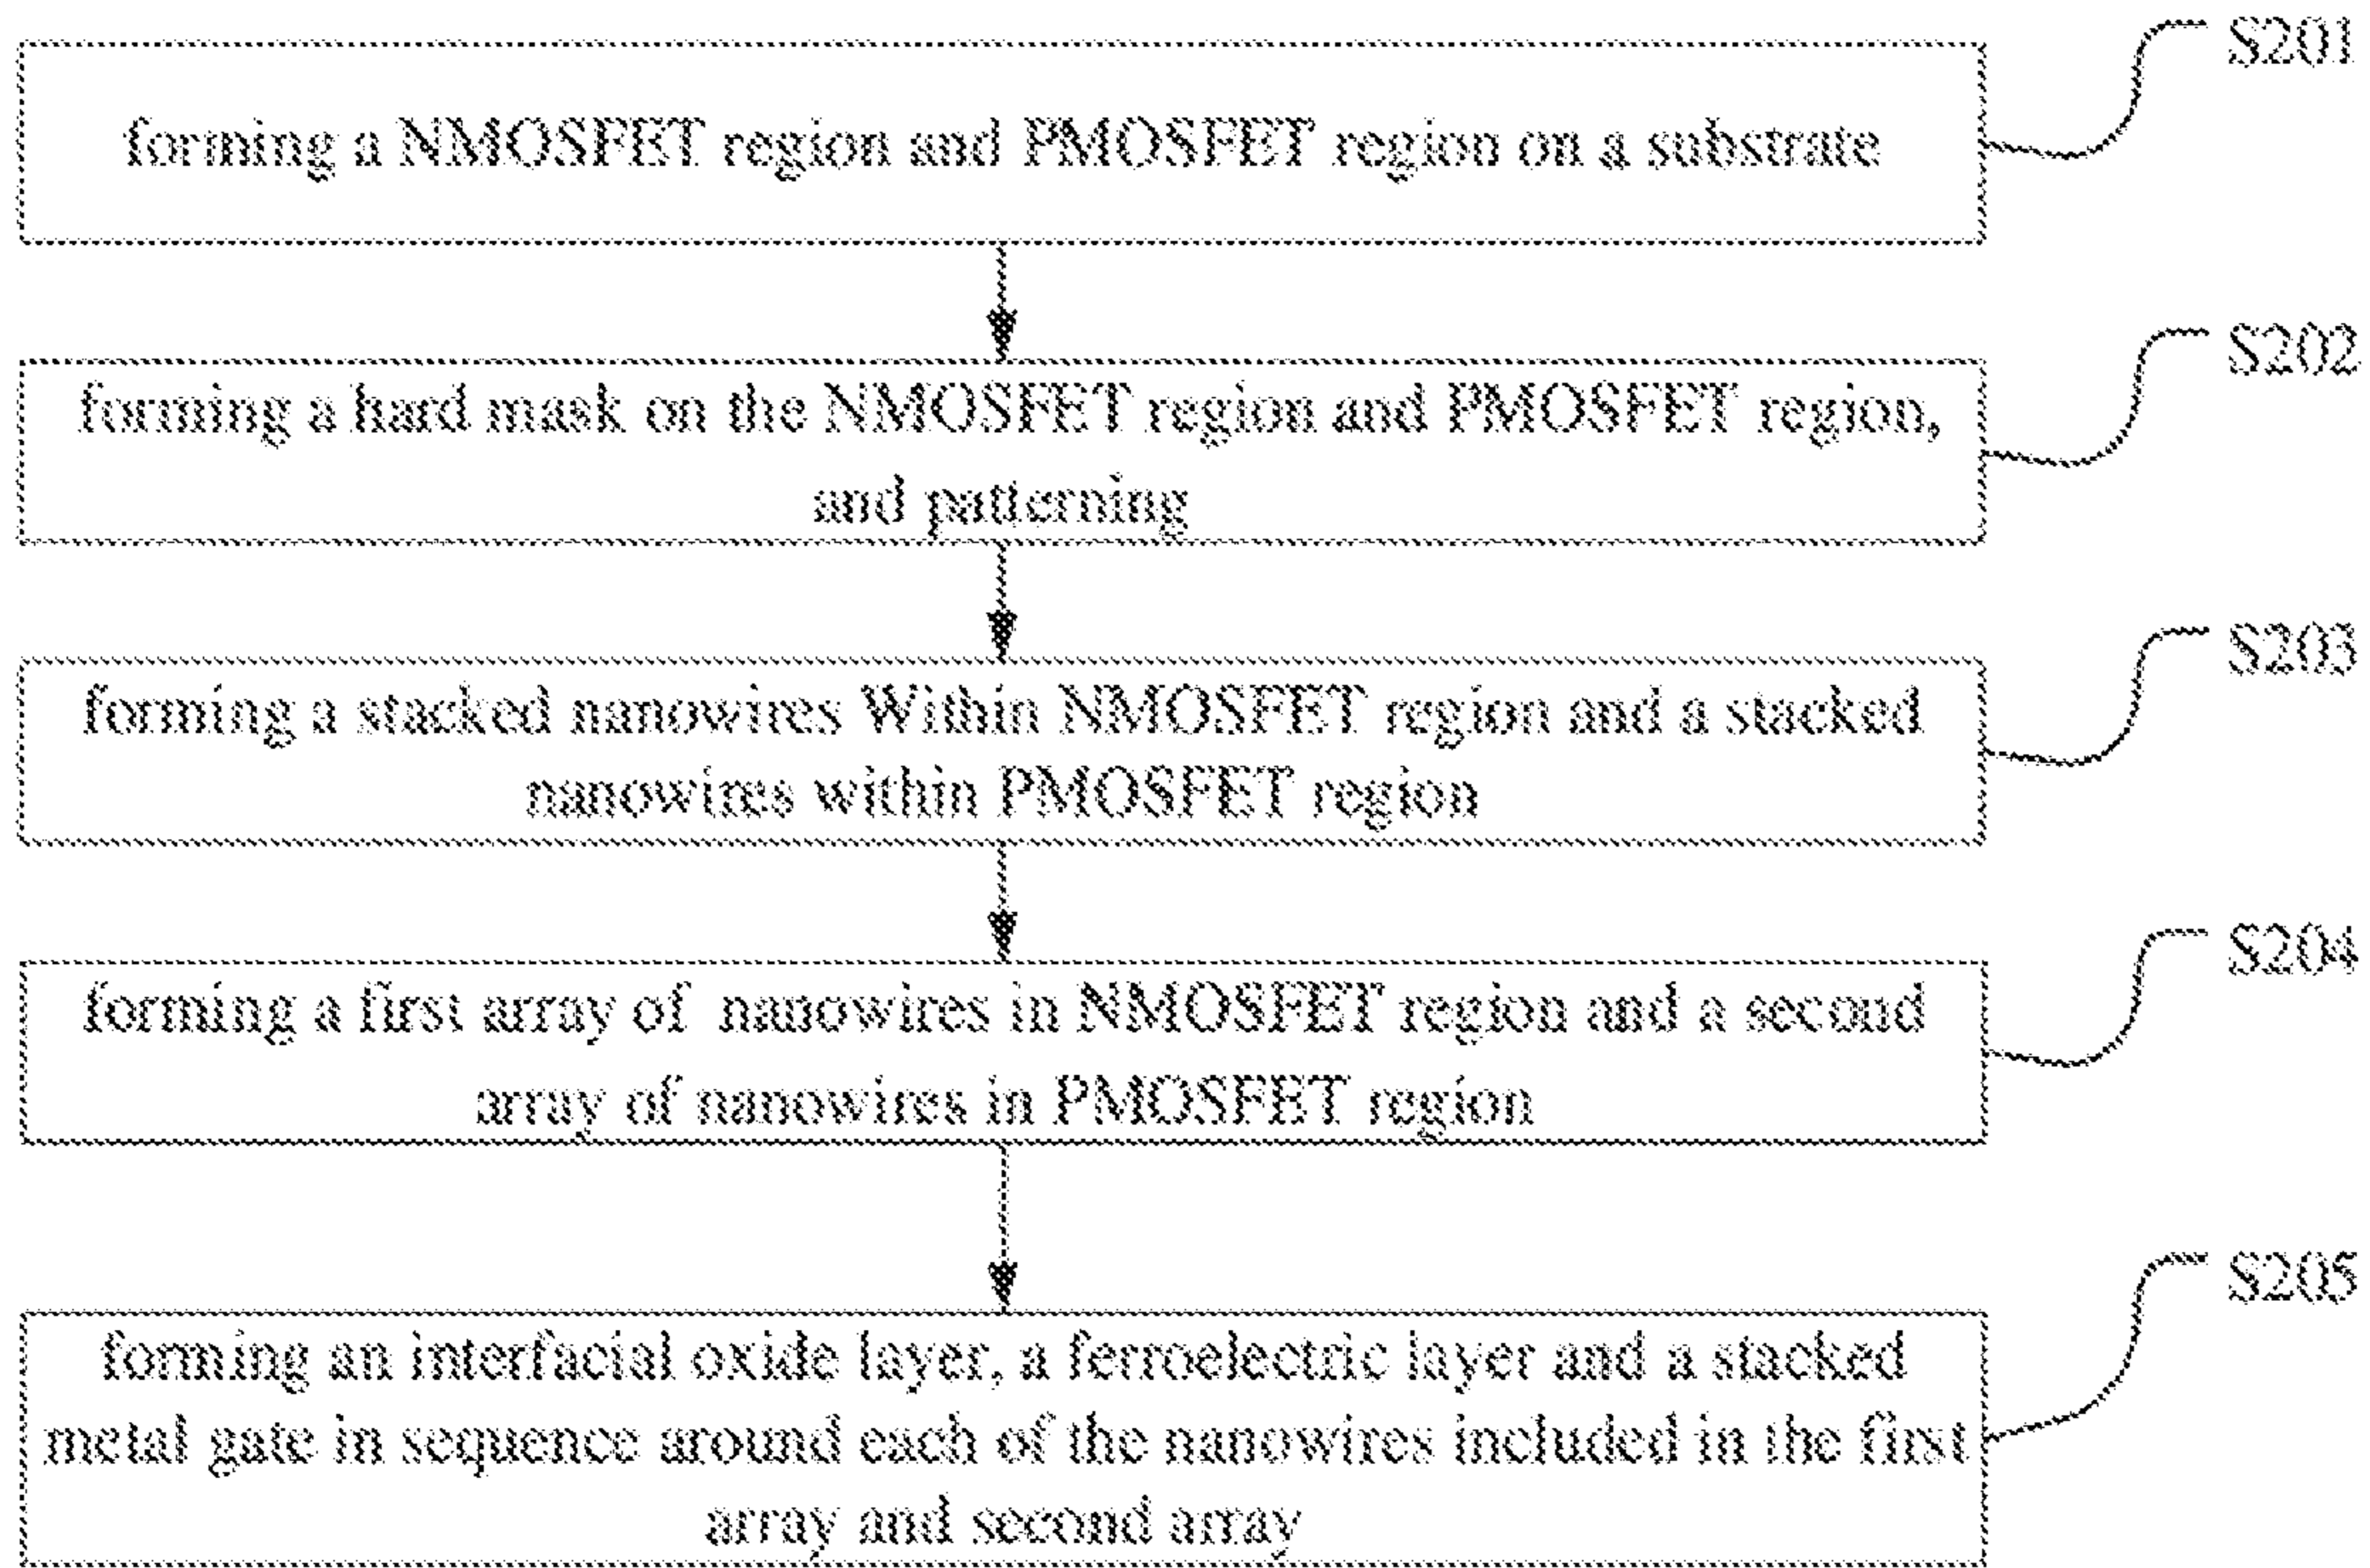 S201
forming a NMOSFET region and PMOSFET region on a substrate
S202
forming a hard mask on the NMOSFET region and PMOSFET region,
and patterning
S203
forming a stacked nanowires Within NMOSFET region and a stacked
nanowires within PMOSFET region
S204
forming a first array of nanowires in NMOSFET region and a second
array of nanowires in PMOSFET region
S205
forming an interfacial oxide layer, a ferroelectric layer and a stacked
metal gate in sequence around each of the nanowires included in the first
array and second array